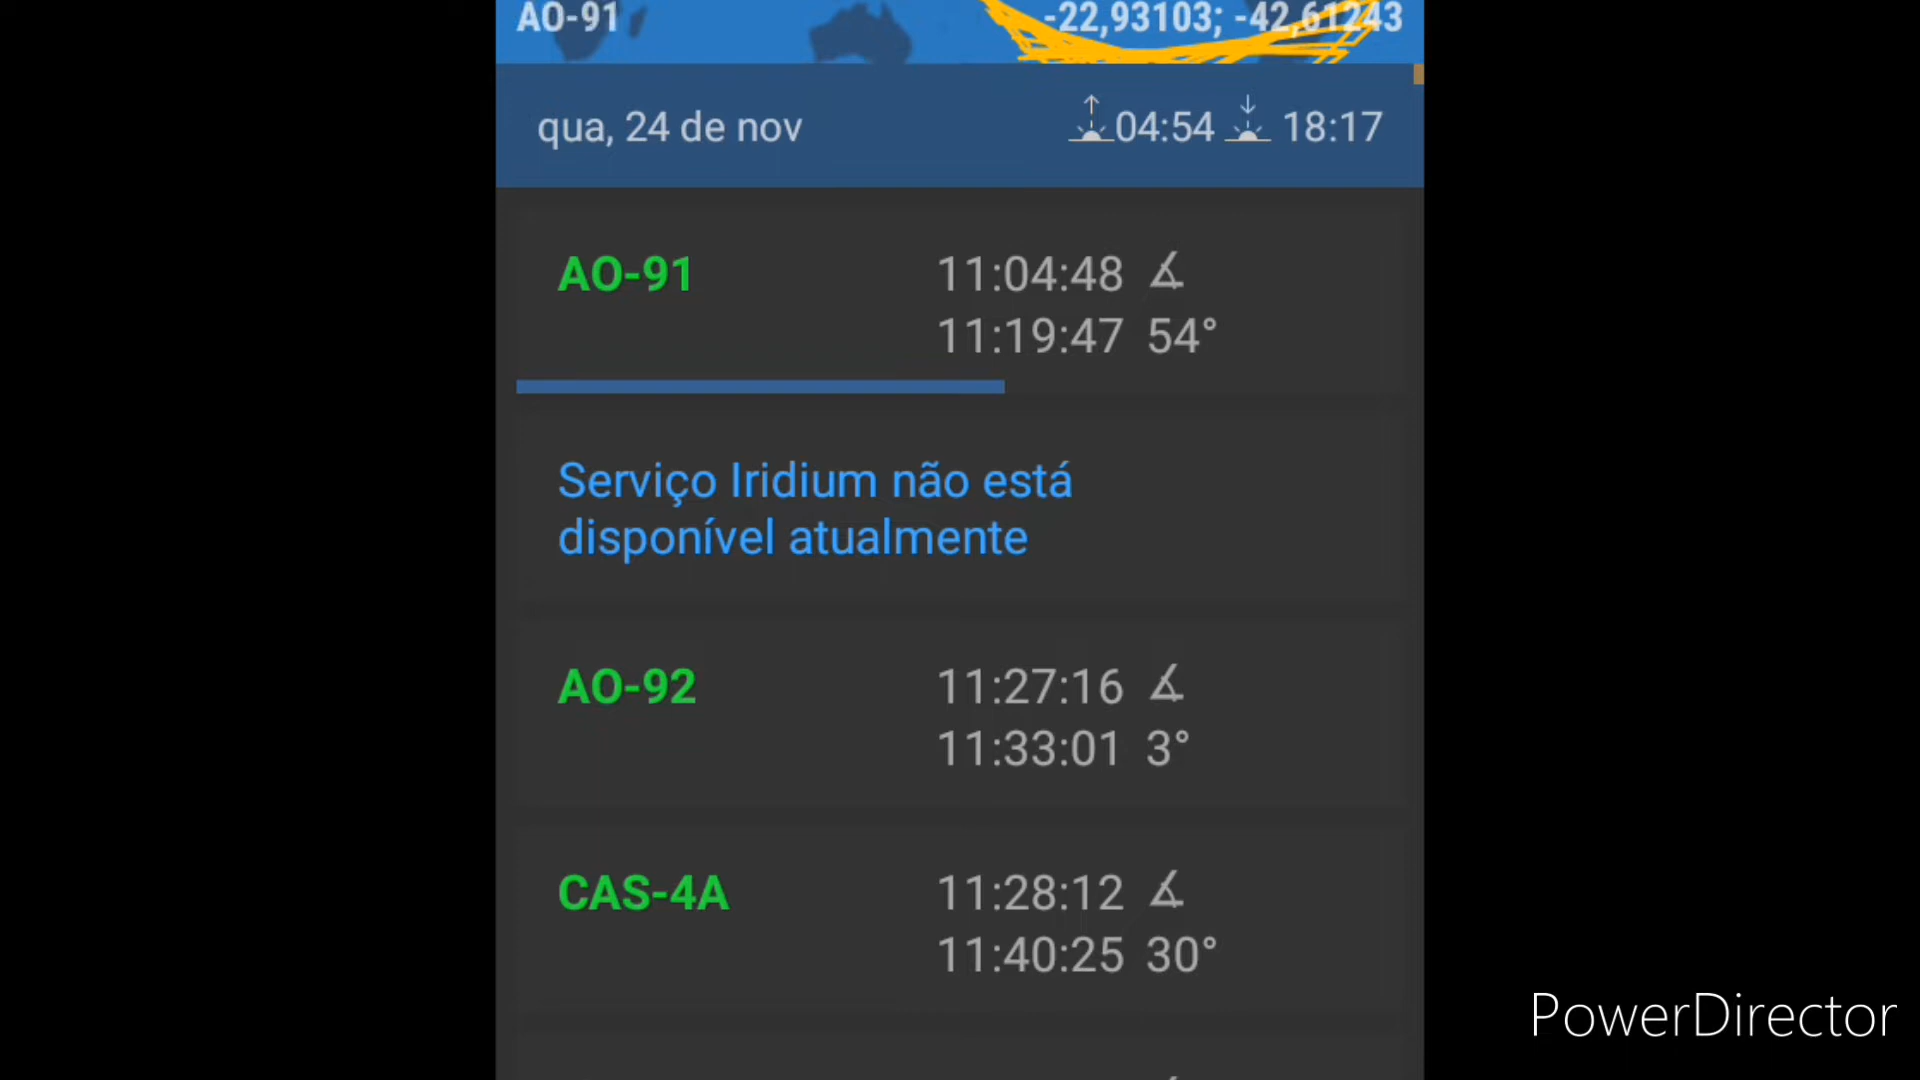 AO-91 -22,93103; -42,61243
qua, 24 de nov 04:54 18:17
AO-91 11:04:48
11:19:47 54°
Serviço Iridium não está
disponível atualmente
AO-92 11:27:16
11:33:01 3°
CAS-4A 11:28:12
11:40:25 30°
PowerDirector